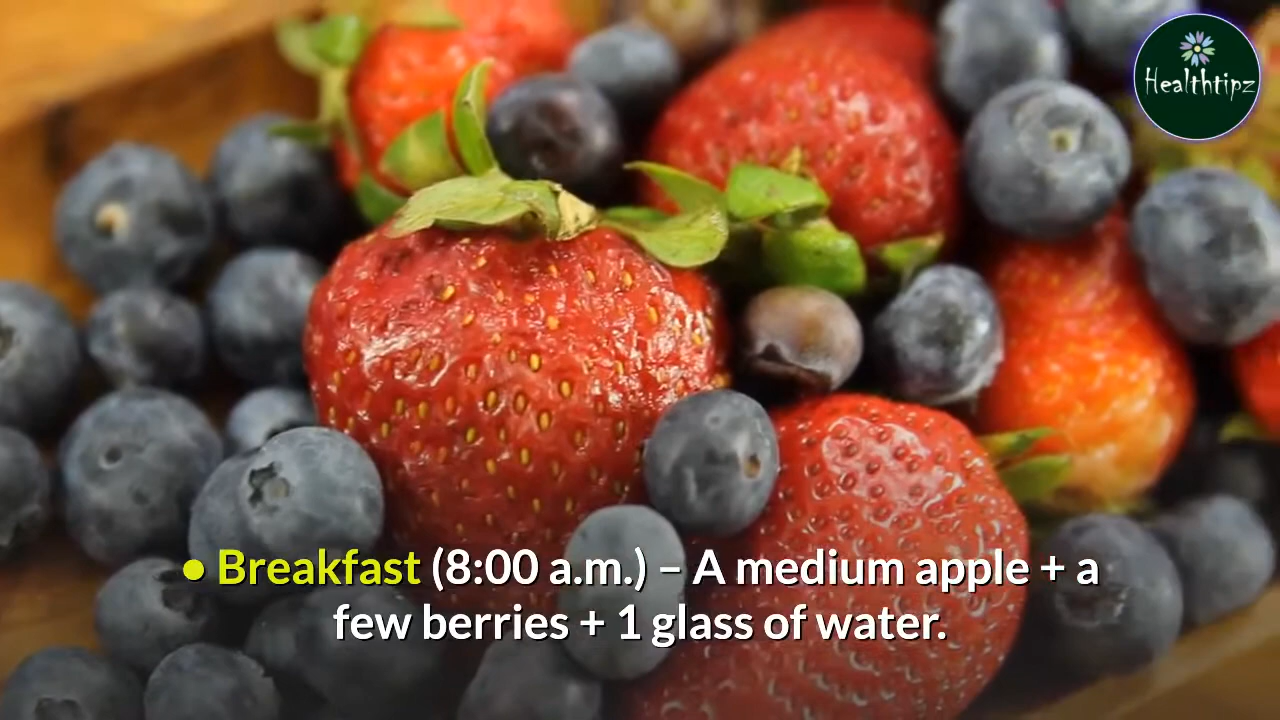 Healthtipz
• Breakfast (8:00 a.m.) – A medium apple + a
few berries + 1 glass of water.